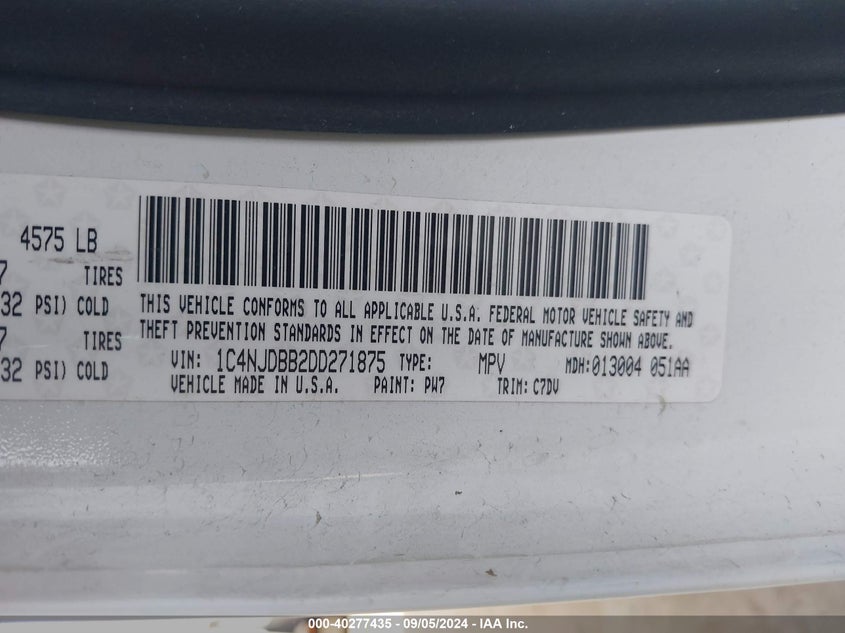 4575 LB
7 TIRES
32 PSI) COLD
7 TIRES
32 PSI) COLD
THIS VEHICLE CONFORMS TO ALL APPLICABLE U.S.A. FEDERAL MOTOR VEHICLE SAFETY AND
THEFT PREVENTION STANDARDS IN EFFECT ON THE DATE OF MANUFACTURE SHOWN ABOVE.
VIN: 1C4NJDBB2DD271875 TYPE: MPV MDH:013004 051AA
VEHICLE MADE IN U.S.A. PAINT: PW7 TRIM: C7DV
000-40277435 - 09/05/2024 - IAA Inc.